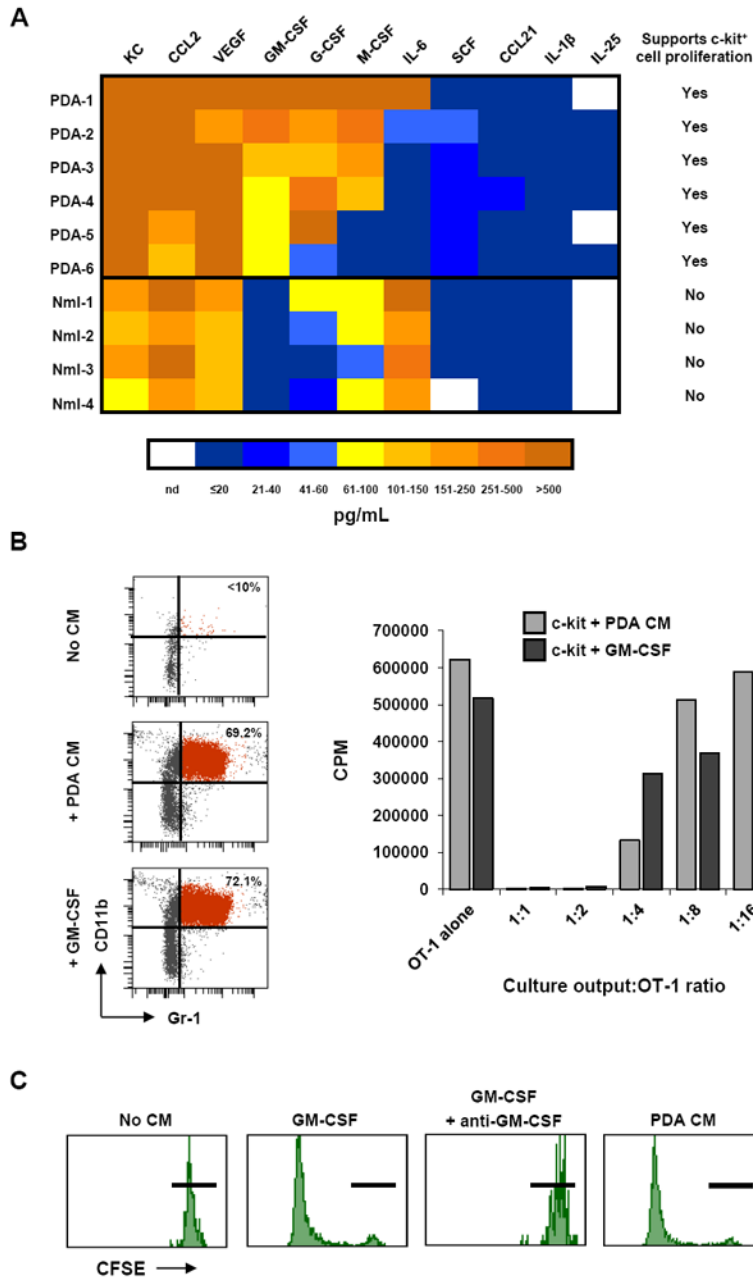 A
KC CCL2 VEGF GM-CSF G-CSF M-CSF IL-6 SCF CCL21 IL-1β IL-25
Supports c-kit⁺
cell proliferation
PDA-1 Yes
PDA-2 Yes
PDA-3 Yes
PDA-4 Yes
PDA-5 Yes
PDA-6 Yes
Nml-1 No
Nml-2 No
Nml-3 No
Nml-4 No
nd ≤20 21-40 41-60 61-100 101-150 151-250 251-500 >500
pg/mL
B
No CM
<10%
+ PDA CM
69.2%
+ GM-CSF
72.1%
CD11b
Gr-1
c-kit + PDA CM
c-kit + GM-CSF
CPM
700000
600000
500000
400000
300000
200000
100000
0
OT-1 alone 1:1 1:2 1:4 1:8 1:16
Culture output:OT-1 ratio
C
No CM
GM-CSF
GM-CSF
+ anti-GM-CSF
PDA CM
CFSE